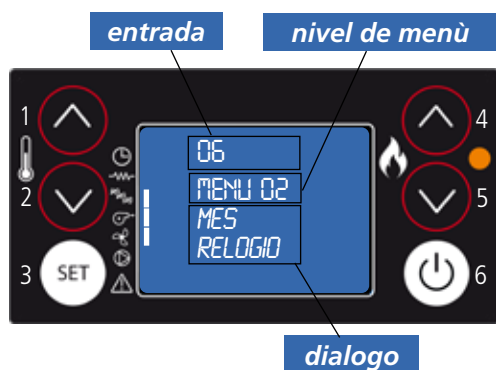 entrada
nivel de menù
1
4
06
MENU 02
2
5
MES
RELOGIO
3
SET
6
dialogo